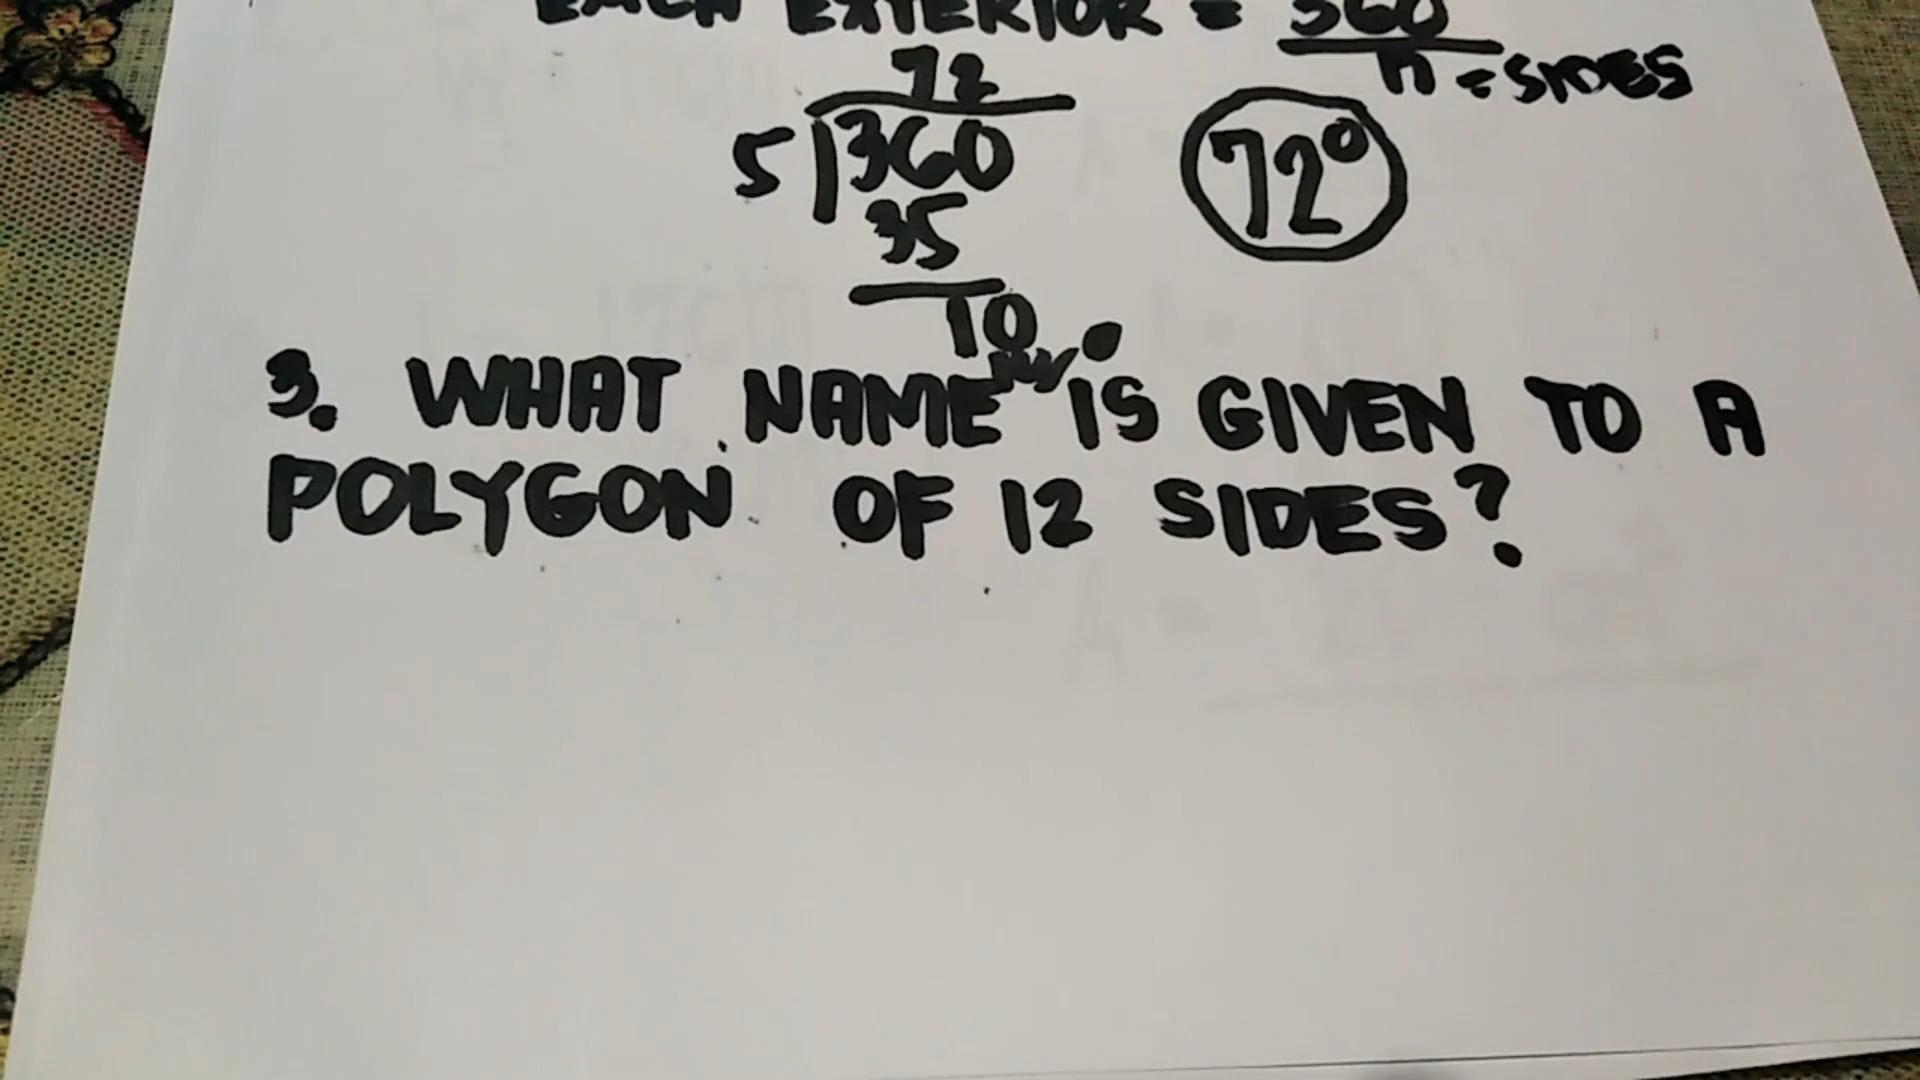 EACH EXTERIOR = 360
n = SIDES
72
5 360
72°
35
10
3. WHAT NAME IS GIVEN TO A
POLYGON OF 12 SIDES?